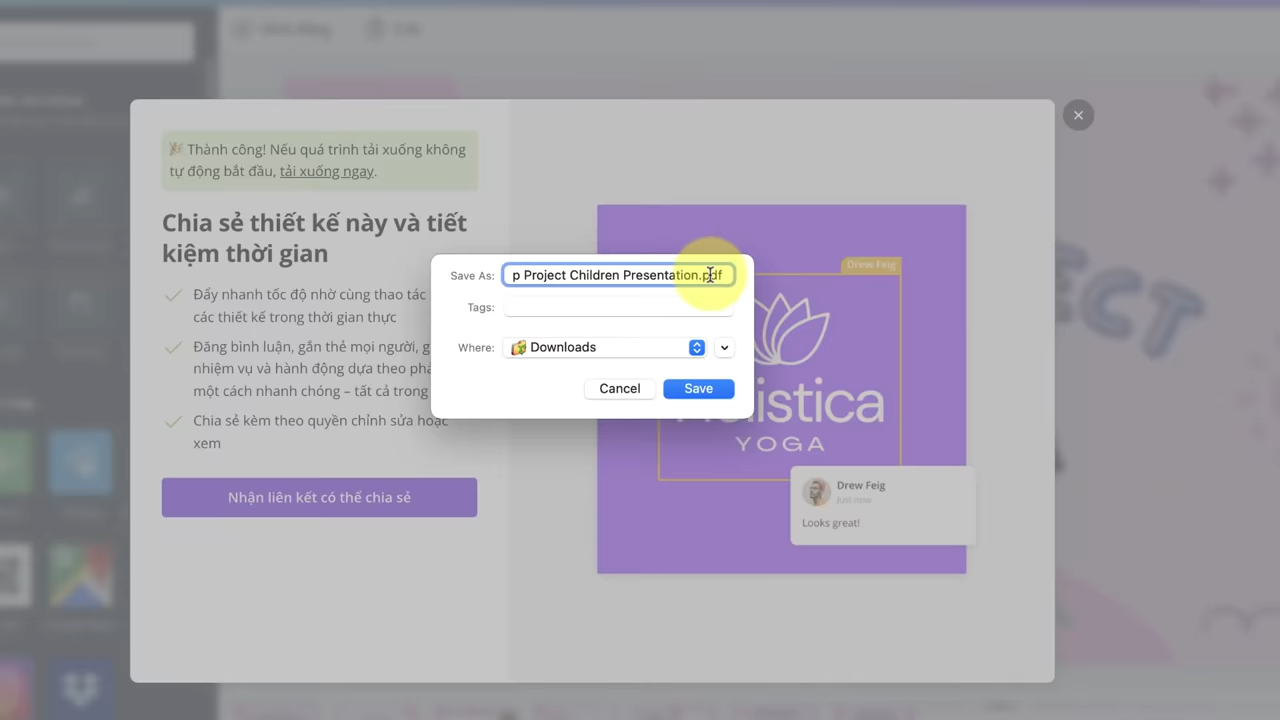 🎉 Thành công! Nếu quá trình tải xuống không
tự động bắt đầu, tải xuống ngay.
Chia sẻ thiết kế này và tiết
kiệm thời gian
Đẩy nhanh tốc độ nhờ cùng thao tác
các thiết kế trong thời gian thực
Đăng bình luận, gắn thẻ mọi người,
nhiệm vụ và hành động dựa theo
một cách nhanh chóng – tất cả trong
Chia sẻ kèm theo quyền chỉnh sửa hoặc
xem
Nhận liên kết có thể chia sẻ
Save As: p Project Children Presentation.pdf
Tags:
Where: Downloads
Cancel Save
Drew Feig
YOGA
Drew Feig
Just now
Looks great!